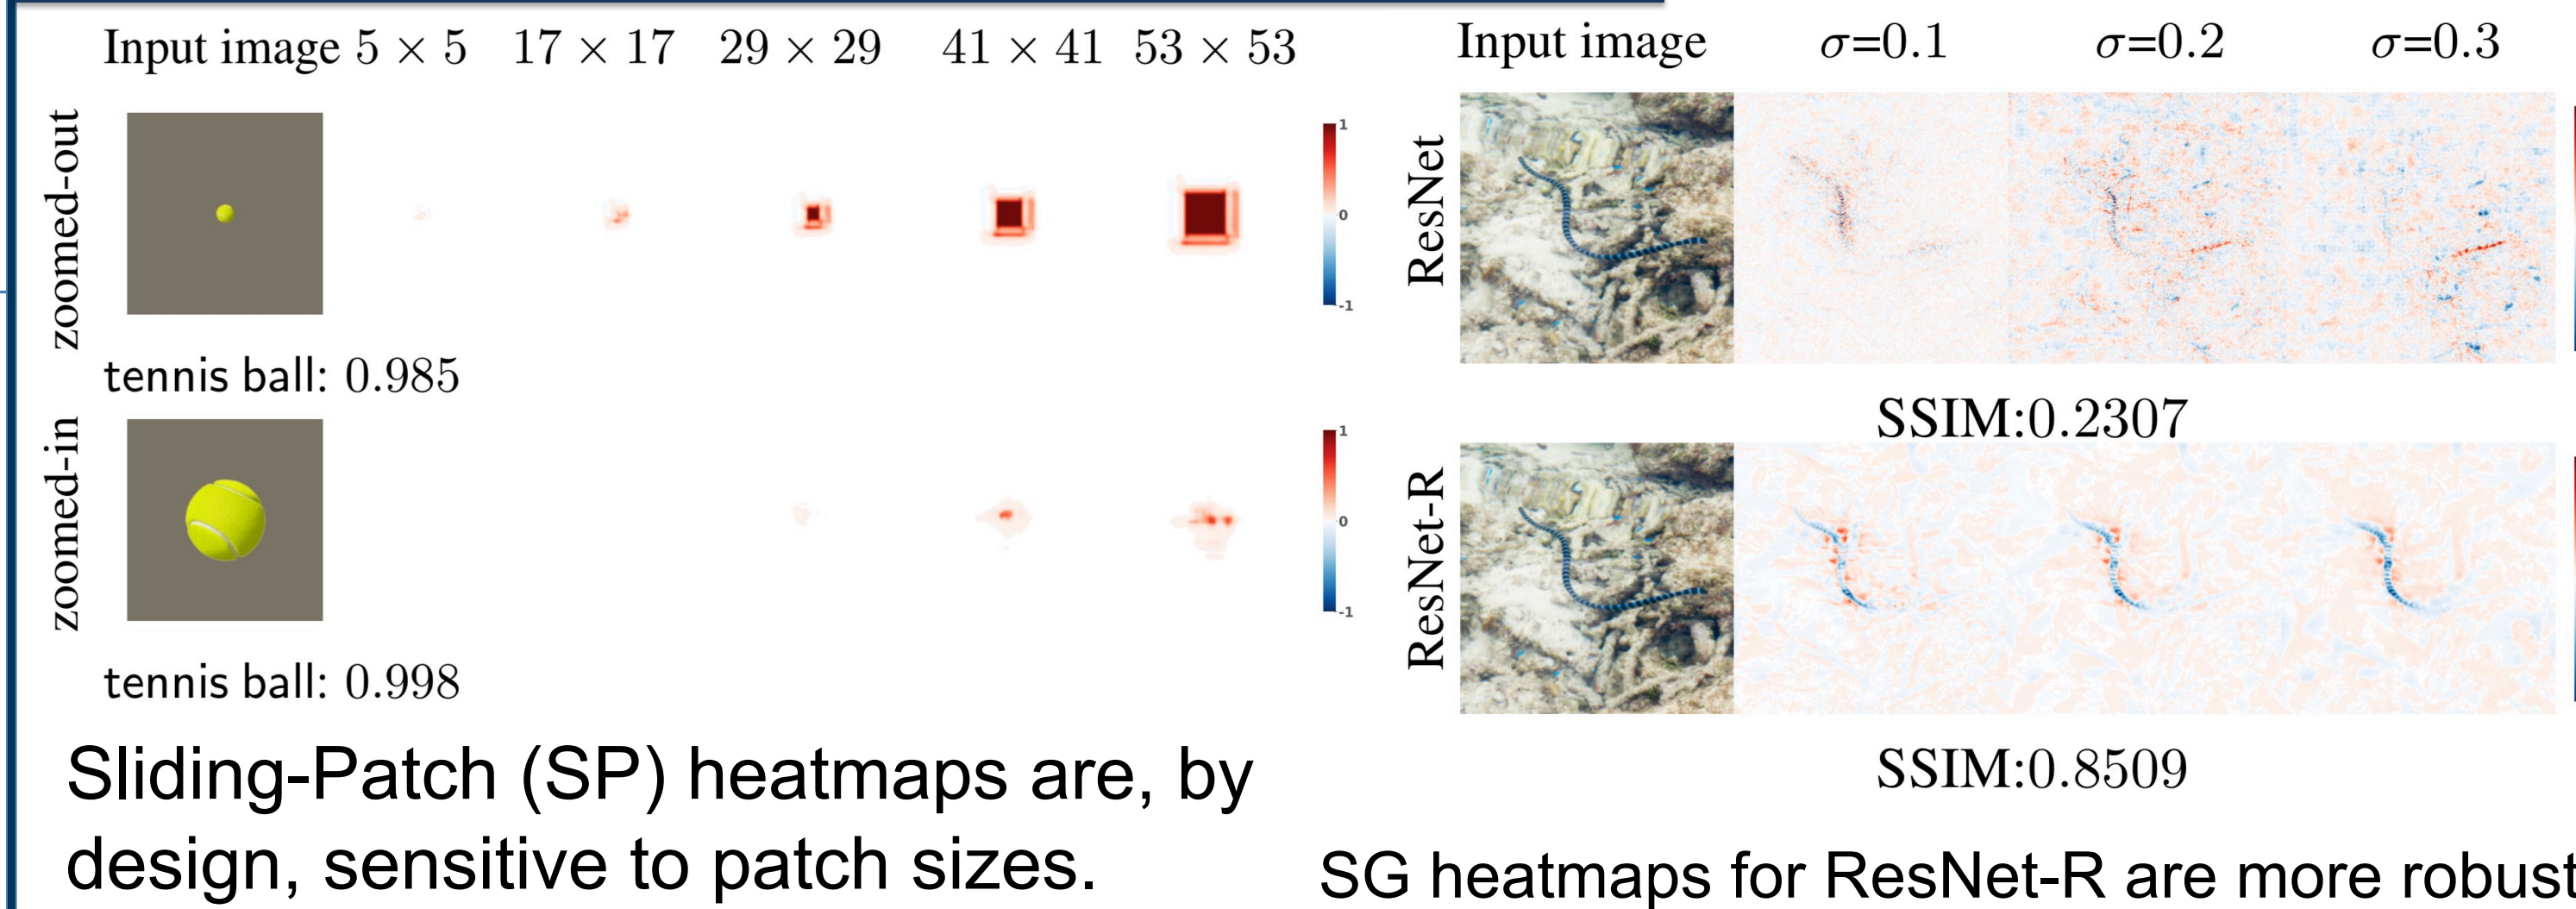 Input image 5 × 5 17 × 17 29 × 29 41 × 41 53 × 53
zoomed-out
1
0
-1
tennis ball: 0.985
zoomed-in
1
0
-1
tennis ball: 0.998
Sliding-Patch (SP) heatmaps are, by
design, sensitive to patch sizes.
Input image σ=0.1 σ=0.2 σ=0.3
ResNet
SSIM:0.2307
ResNet-R
SSIM:0.8509
SG heatmaps for ResNet-R are more robust